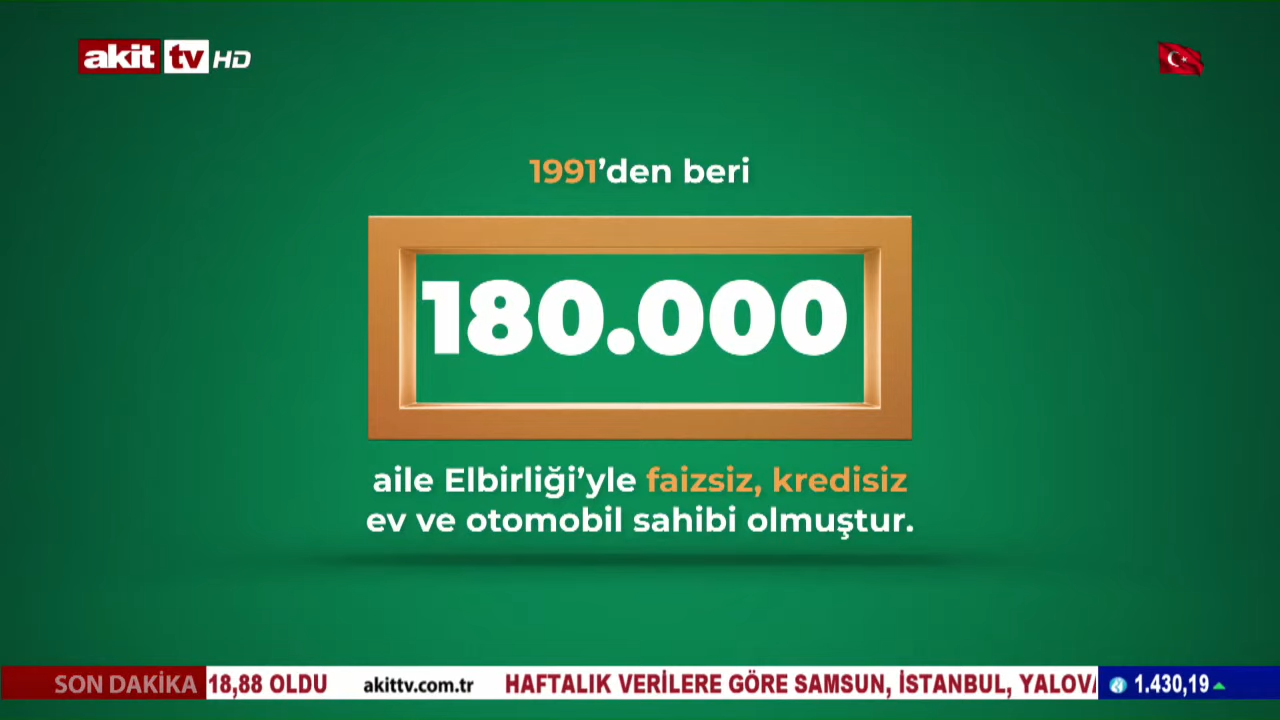 akit tv HD
1991'den beri
180.000
aile Elbirliği'yle faizsiz, kredisiz
ev ve otomobil sahibi olmuştur.
SON DAKİKA 18,88 OLDU akittv.com.tr HAFTALIK VERİLERE GÖRE SAMSUN, İSTANBUL, YALOVA 1.430,19